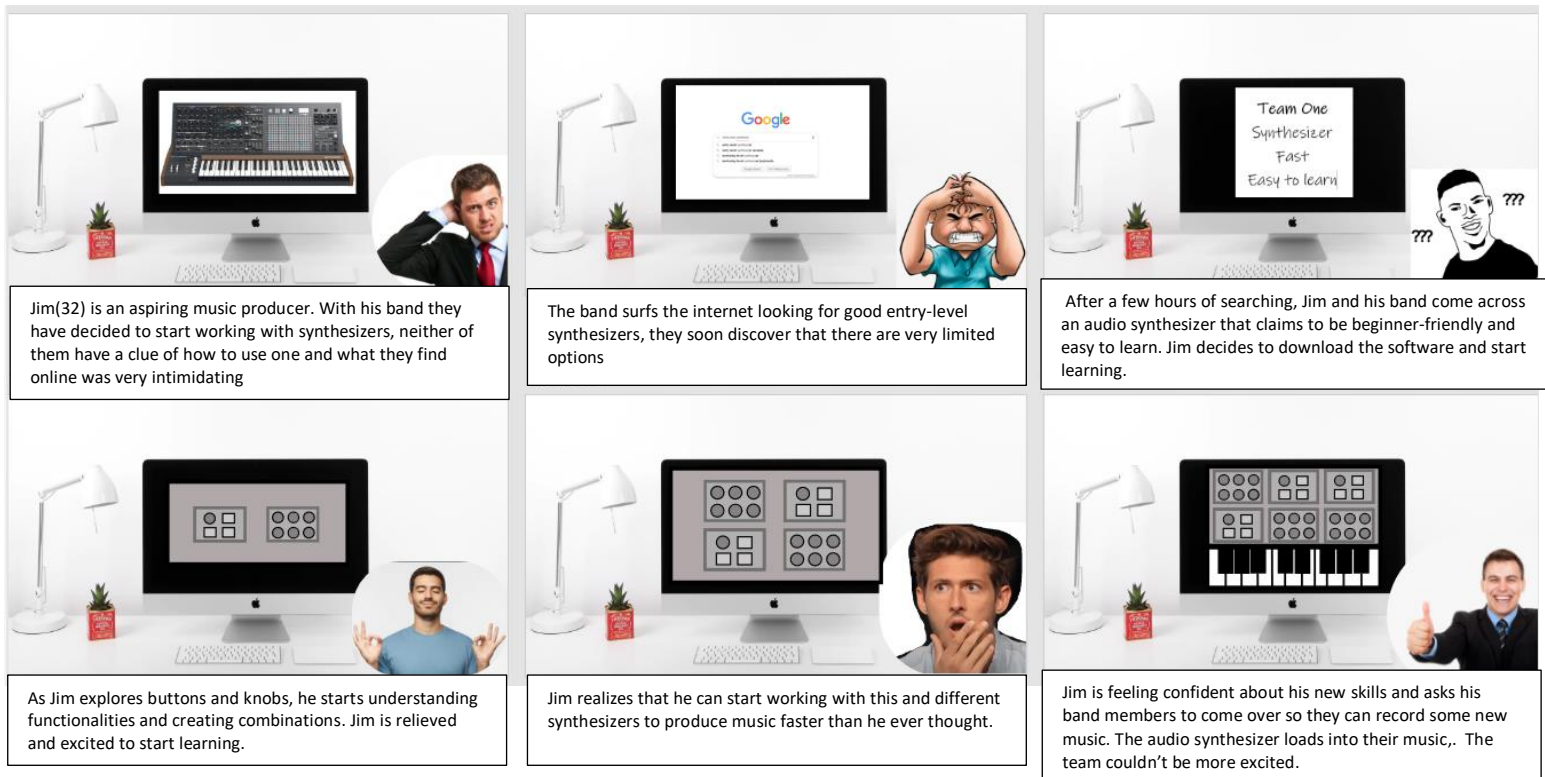 Google
Team One
Synthesizer
Fast
Easy to learn
???
???
Jim(32) is an aspiring music producer. With his band they
have decided to start working with synthesizers, neither of
them have a clue of how to use one and what they find
online was very intimidating
The band surfs the internet looking for good entry-level
synthesizers, they soon discover that there are very limited
options
After a few hours of searching, Jim and his band come across
an audio synthesizer that claims to be beginner-friendly and
easy to learn. Jim decides to download the software and start
learning.
As Jim explores buttons and knobs, he starts understanding
functionalities and creating combinations. Jim is relieved
and excited to start learning.
Jim realizes that he can start working with this and different
synthesizers to produce music faster than he ever thought.
Jim is feeling confident about his new skills and asks his
band members to come over so they can record some new
music. The audio synthesizer loads into their music,. The
team couldn’t be more excited.